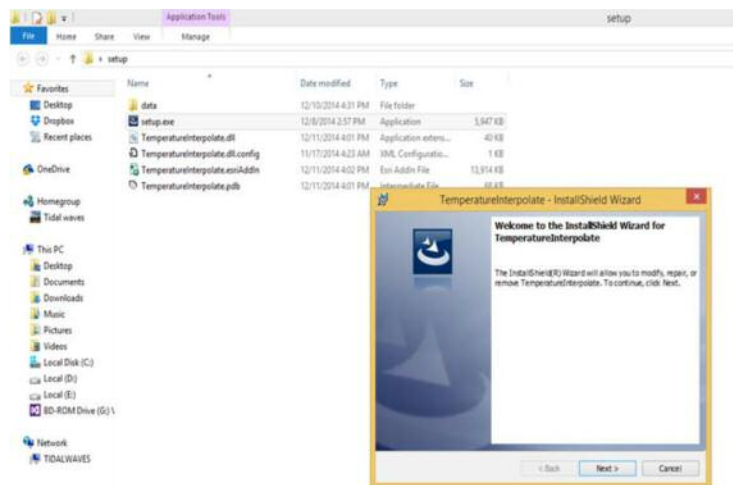 Application Tools
setup
File Home Share View Manage
setup
Name Date modified Type Size
Favorites
Desktop
Dropbox
Recent places
OneDrive
Homegroup
Tidal waves
This PC
Desktop
Documents
Downloads
Music
Pictures
Videos
Local Disk (C:)
Local (D:)
Local (E:)
BD-ROM Drive (G:) \
Network
TIDALWAVES
data 12/10/2014 4:31 PM File folder
setup.exe 12/8/2014 2:57 PM Application 5,947 KB
TemperatureInterpolate.dll 12/11/2014 4:01 PM Application extens... 40 KB
TemperatureInterpolate.dll.config 11/17/2014 4:23 AM XML Configuratio... 1 KB
TemperatureInterpolate.esriAddIn 12/11/2014 4:02 PM Esri AddIn File 13,914 KB
TemperatureInterpolate.pdb 12/11/2014 4:01 PM Intermediate File 68 KB
TemperatureInterpolate - InstallShield Wizard
Welcome to the InstallShield Wizard for
TemperatureInterpolate
The InstallShield(R) Wizard will allow you to modify, repair, or
remove TemperatureInterpolate. To continue, click Next.
< Back Next > Cancel